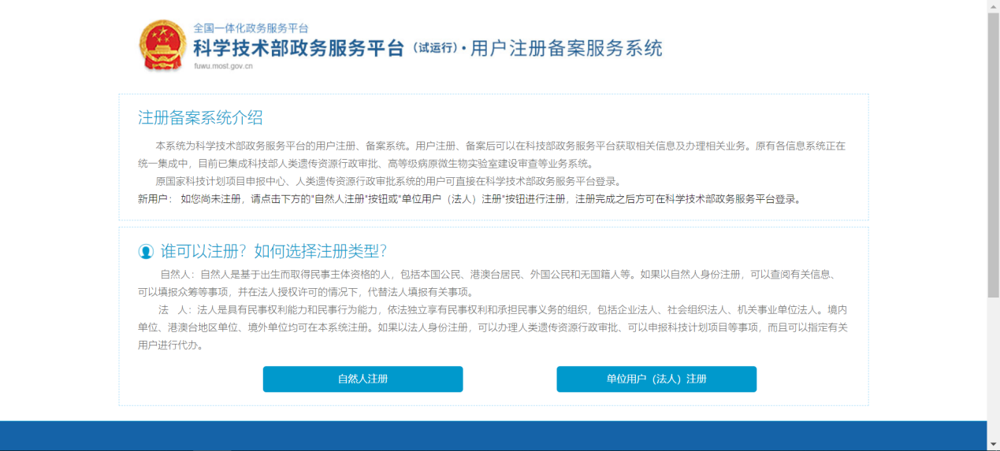 全国一体化政务服务平台
科学技术部政务服务平台（试运行）·用户注册备案服务系统
fuwu.most.gov.cn
注册备案系统介绍
本系统为科学技术部政务服务平台的用户注册、备案系统。用户注册、备案后可以在科技部政务服务平台获取相关信息及办理相关业务。原有各信息系统正在
统一集成中，目前已集成科技部人类遗传资源行政审批、高等级病原微生物实验室建设审查等业务系统。
原国家科技计划项目申报中心、人类遗传资源行政审批系统的用户可直接在科学技术部政务服务平台登录。
新用户： 如您尚未注册，请点击下方的"自然人注册"按钮或"单位用户（法人）注册"按钮进行注册，注册完成之后方可在科学技术部政务服务平台登录。
谁可以注册？如何选择注册类型？
自然人：自然人是基于出生而取得民事主体资格的人，包括本国公民、港澳台居民、外国公民和无国籍人等。如果以自然人身份注册，可以查阅有关信息、
可以填报众筹等事项，并在法人授权许可的情况下，代替法人填报有关事项。
法 人：法人是具有民事权利能力和民事行为能力，依法独立享有民事权利和承担民事义务的组织，包括企业法人、社会组织法人、机关事业单位法人。境内
单位、港澳台地区单位、境外单位均可在本系统注册。如果以法人身份注册，可以办理人类遗传资源行政审批、可以申报科技计划项目等事项，而且可以指定有关
用户进行代办。
自然人注册 单位用户（法人）注册